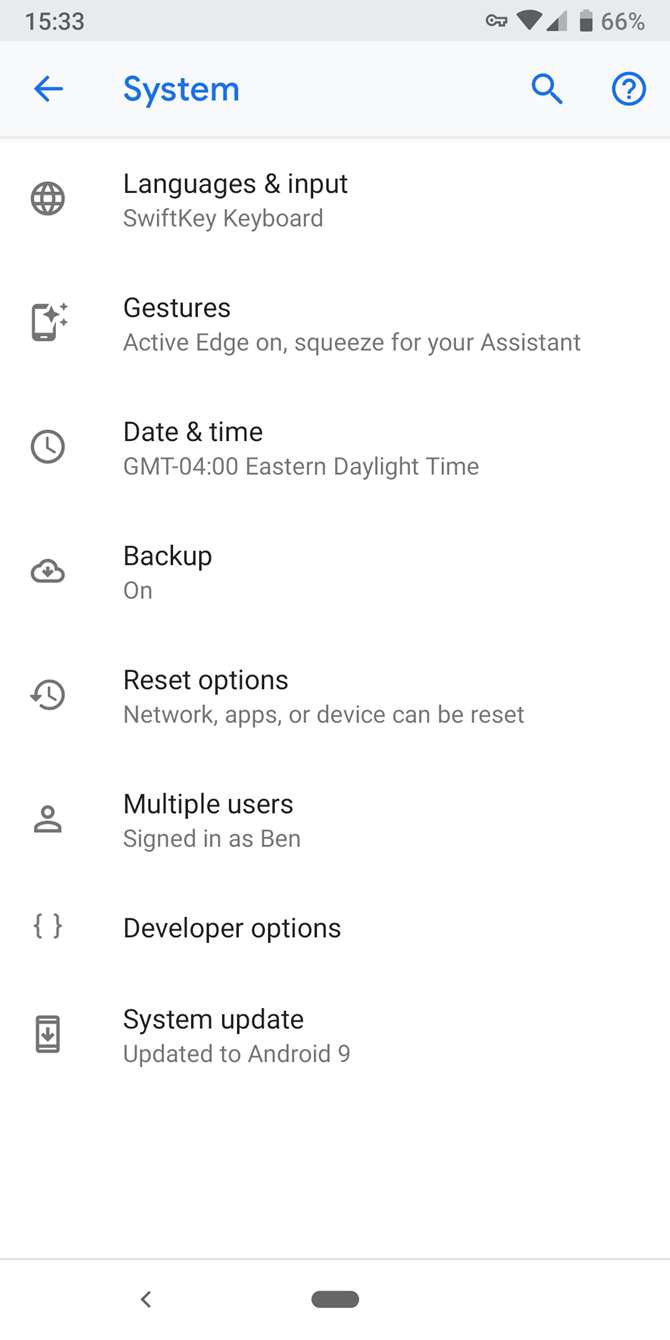 15:33
66%
System
Languages & input
SwiftKey Keyboard
Gestures
Active Edge on, squeeze for your Assistant
Date & time
GMT-04:00 Eastern Daylight Time
Backup
On
Reset options
Network, apps, or device can be reset
Multiple users
Signed in as Ben
{ }
Developer options
System update
Updated to Android 9